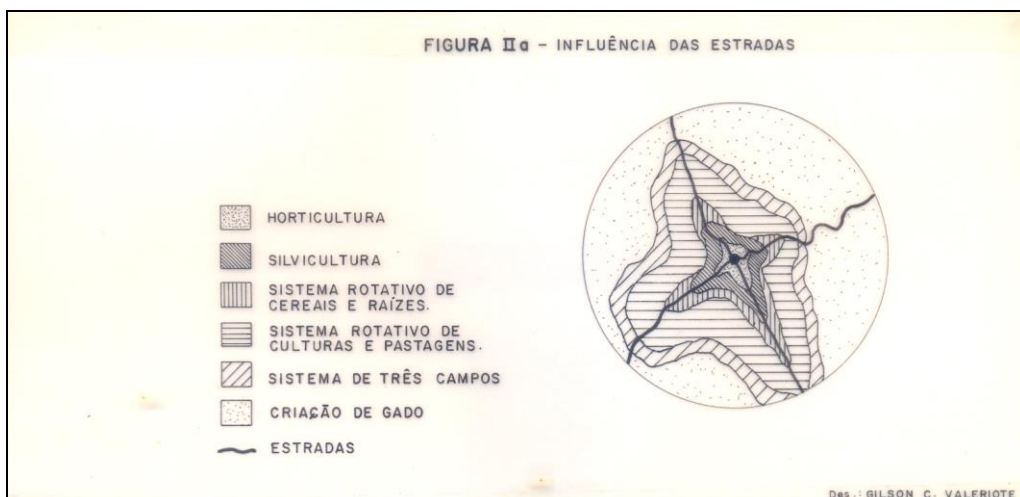 FIGURA IIa - INFLUÊNCIA DAS ESTRADAS
HORTICULTURA
SILVICULTURA
SISTEMA ROTATIVO DE
CEREAIS E RAÍZES.
SISTEMA ROTATIVO DE
CULTURAS E PASTAGENS.
SISTEMA DE TRÊS CAMPOS
CRIAÇÃO DE GADO
ESTRADAS
Des.: GILSON C. VALERIOTE